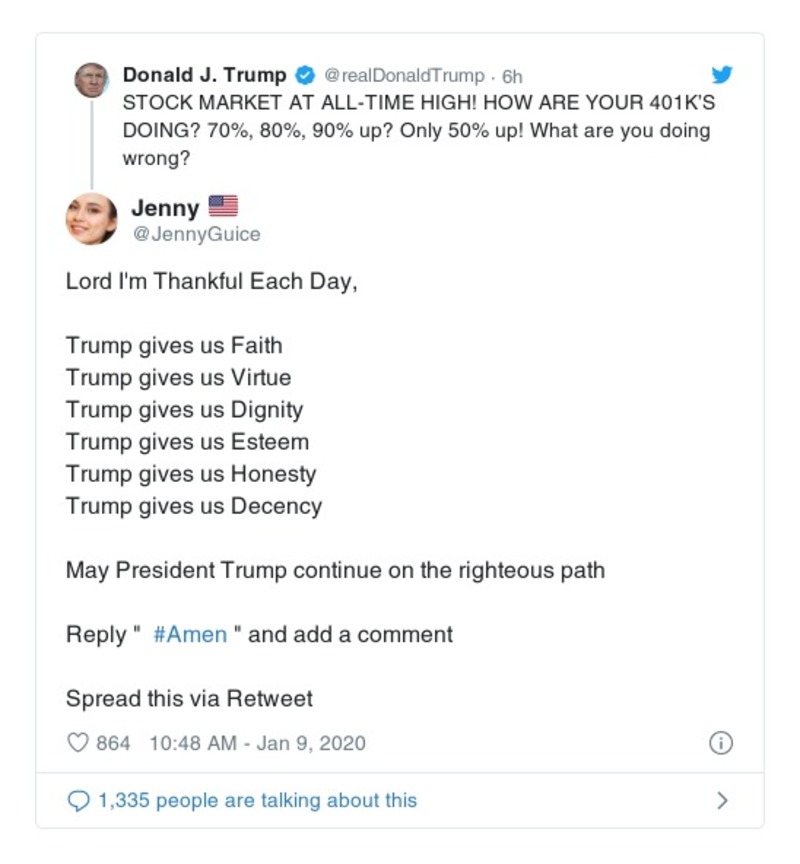 Donald J. Trump @realDonaldTrump · 6h
STOCK MARKET AT ALL-TIME HIGH! HOW ARE YOUR 401K'S
DOING? 70%, 80%, 90% up? Only 50% up! What are you doing
wrong?
Jenny 🇺🇸
@JennyGuice
Lord I'm Thankful Each Day,
Trump gives us Faith
Trump gives us Virtue
Trump gives us Dignity
Trump gives us Esteem
Trump gives us Honesty
Trump gives us Decency
May President Trump continue on the righteous path
Reply " #Amen " and add a comment
Spread this via Retweet
864 10:48 AM - Jan 9, 2020
1,335 people are talking about this